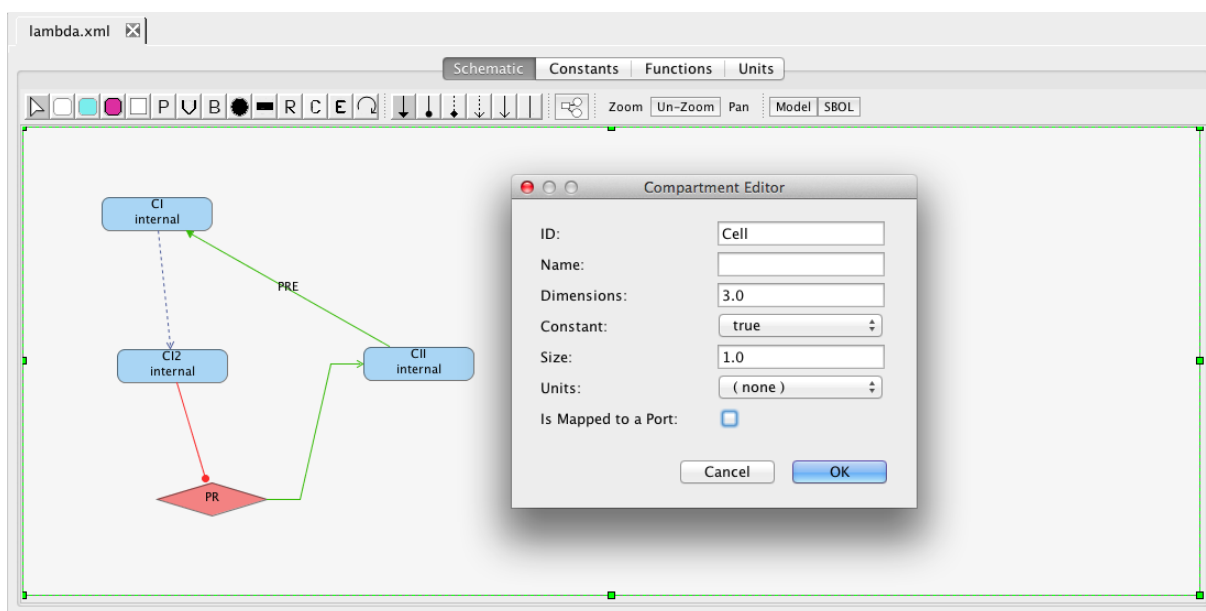 lambda.xml
Schematic Constants Functions Units
P V B R C E Zoom Un-Zoom Pan Model SBOL
Compartment Editor
CI
internal
ID: Cell
Name:
PRE
Dimensions: 3.0
Constant: true
CI2
internal
CII
internal
Size: 1.0
Units: ( none )
Is Mapped to a Port:
Cancel OK
PR